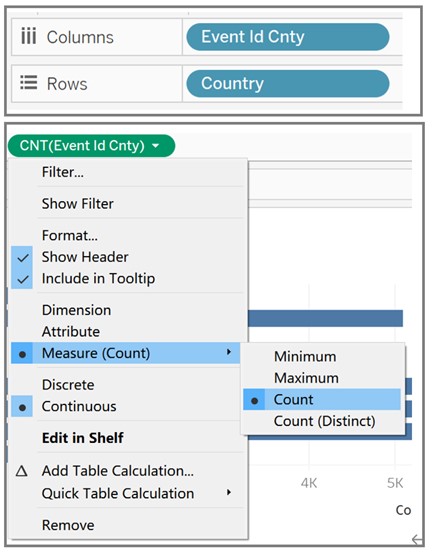 Columns Event Id Cnty
Rows Country
CNT(Event Id Cnty)
Filter...
Show Filter
Format...
Show Header
Include in Tooltip
Dimension
Attribute
Measure (Count)
Minimum
Maximum
Count
Count (Distinct)
Discrete
Continuous
Edit in Shelf
Add Table Calculation...
Quick Table Calculation
Remove
4K 5K
Co